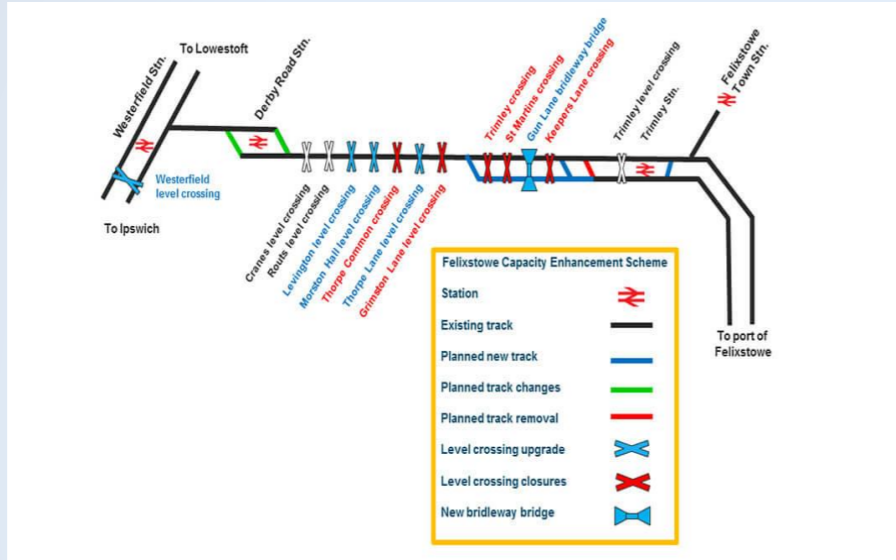 To Lowestoft
Westerfield Stn.
Derby Road Stn.
Westerfield
level crossing
To Ipswich
Cranes level crossing
Routs level crossing
Levington level crossing
Morston Hall level crossing
Thorpe Common crossing
Thorpe Lane level crossing
Grimston Lane level crossing
Trimley crossing
St Martins crossing
Gun Lane bridleway bridge
Keepers Lane crossing
Trimley level crossing
Trimley Stn.
Felixstowe
Town Stn.
To port of
Felixstowe
Felixstowe Capacity Enhancement Scheme
Station
Existing track
Planned new track
Planned track changes
Planned track removal
Level crossing upgrade
Level crossing closures
New bridleway bridge